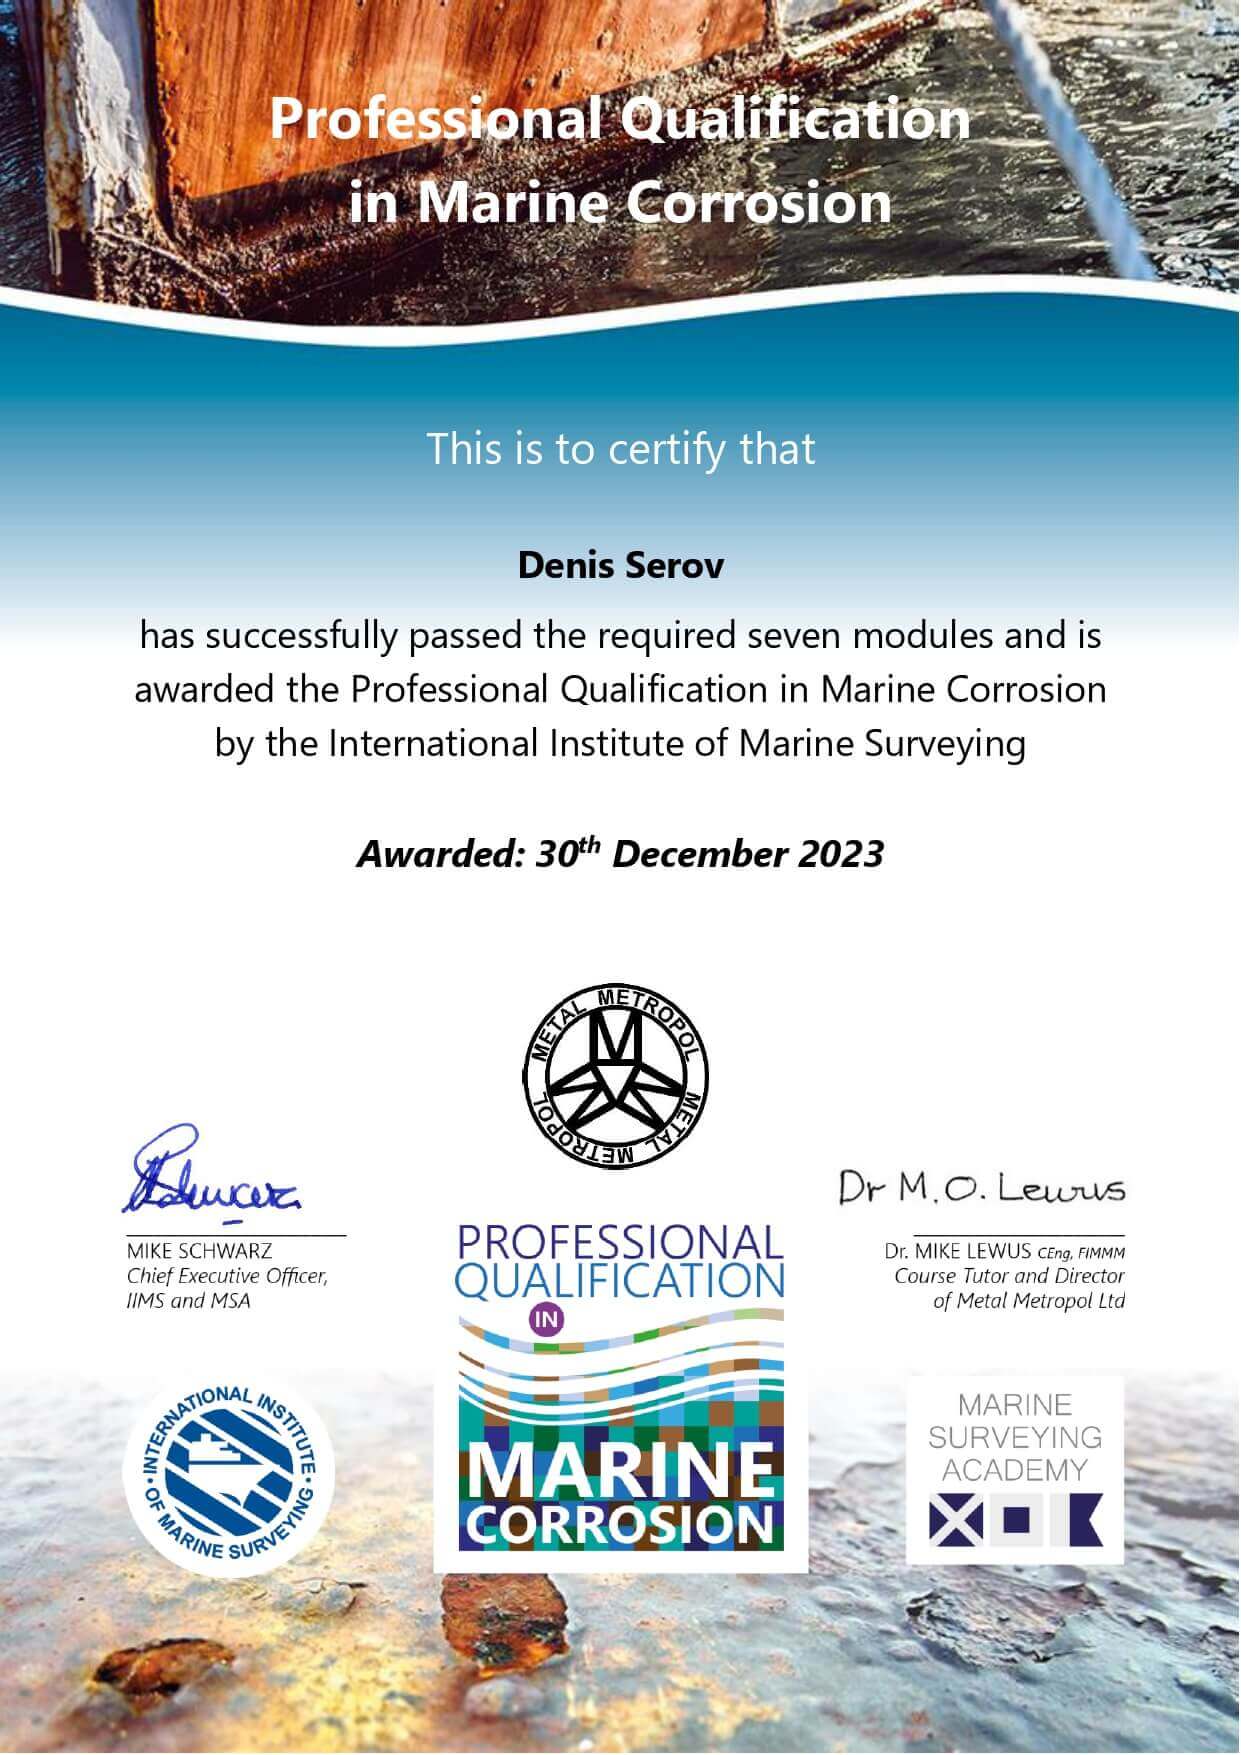 Professional Qualification
in Marine Corrosion
This is to certify that
Denis Serov
has successfully passed the required seven modules and is
awarded the Professional Qualification in Marine Corrosion
by the International Institute of Marine Surveying
Awarded: 30th December 2023
METAL METROPOL METAL METROPOL
Dr M.O. Lewus
MIKE SCHWARZ
Chief Executive Officer,
IIMS and MSA
Dr. MIKE LEWUS CEng, FIMMM
Course Tutor and Director
of Metal Metropol Ltd
PROFESSIONAL
QUALIFICATION
IN
MARINE
CORROSION
INTERNATIONAL INSTITUTE
OF MARINE SURVEYING
MARINE
SURVEYING
ACADEMY